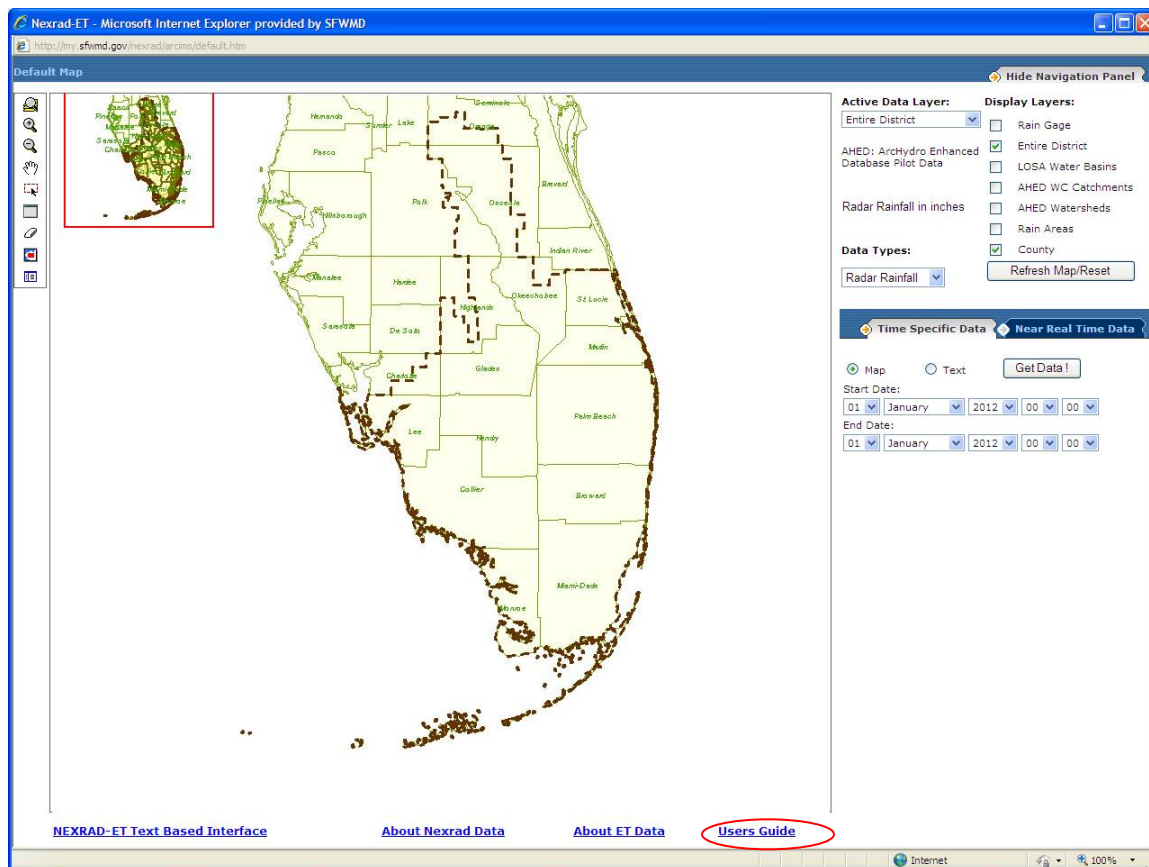 Nexrad-ET - Microsoft Internet Explorer provided by SFWMD
http://my.sfwmd.gov/nexrad/arcims/default.htm
Default Map
Hide Navigation Panel
Active Data Layer:
Entire District
AHED: ArcHydro Enhanced
Database Pilot Data
Radar Rainfall in inches
Data Types:
Radar Rainfall
Display Layers:
Rain Gage
Entire District
LOSA Water Basins
AHED WC Catchments
AHED Watersheds
Rain Areas
County
Refresh Map/Reset
Time Specific Data
Near Real Time Data
Map
Text
Get Data !
Start Date:
01 January 2012 00 00
End Date:
01 January 2012 00 00
Hernando
Sumter
Lake
Seminole
Orange
Pasco
Brevard
Pinellas
Hillsborough
Polk
Osceola
Indian River
Manatee
Hardee
Highlands
Okeechobee
St. Lucie
Sarasota
De Soto
Martin
Charlotte
Glades
Palm Beach
Lee
Hendry
Collier
Broward
Miami-Dade
Monroe
NEXRAD-ET Text Based Interface
About Nexrad Data
About ET Data
Users Guide
Internet
100%